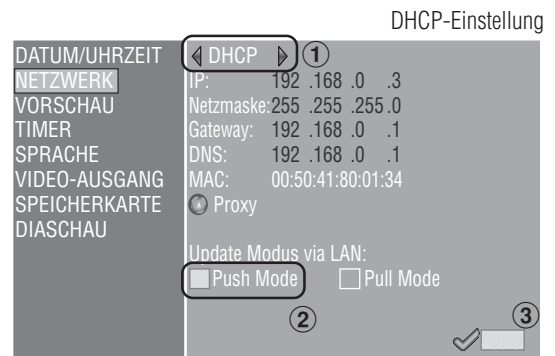 DHCP-Einstellung
DATUM/UHRZEIT
NETZWERK
VORSCHAU
TIMER
SPRACHE
VIDEO-AUSGANG
SPEICHERKARTE
DIASCHAU
DHCP 1
IP: 192 .168 .0 .3
Netzmaske:255 .255 .255.0
Gateway: 192 .168 .0 .1
DNS: 192 .168 .0 .1
MAC: 00:50:41:80:01:34
Proxy
Update Modus via LAN:
Push Mode Pull Mode
2
3